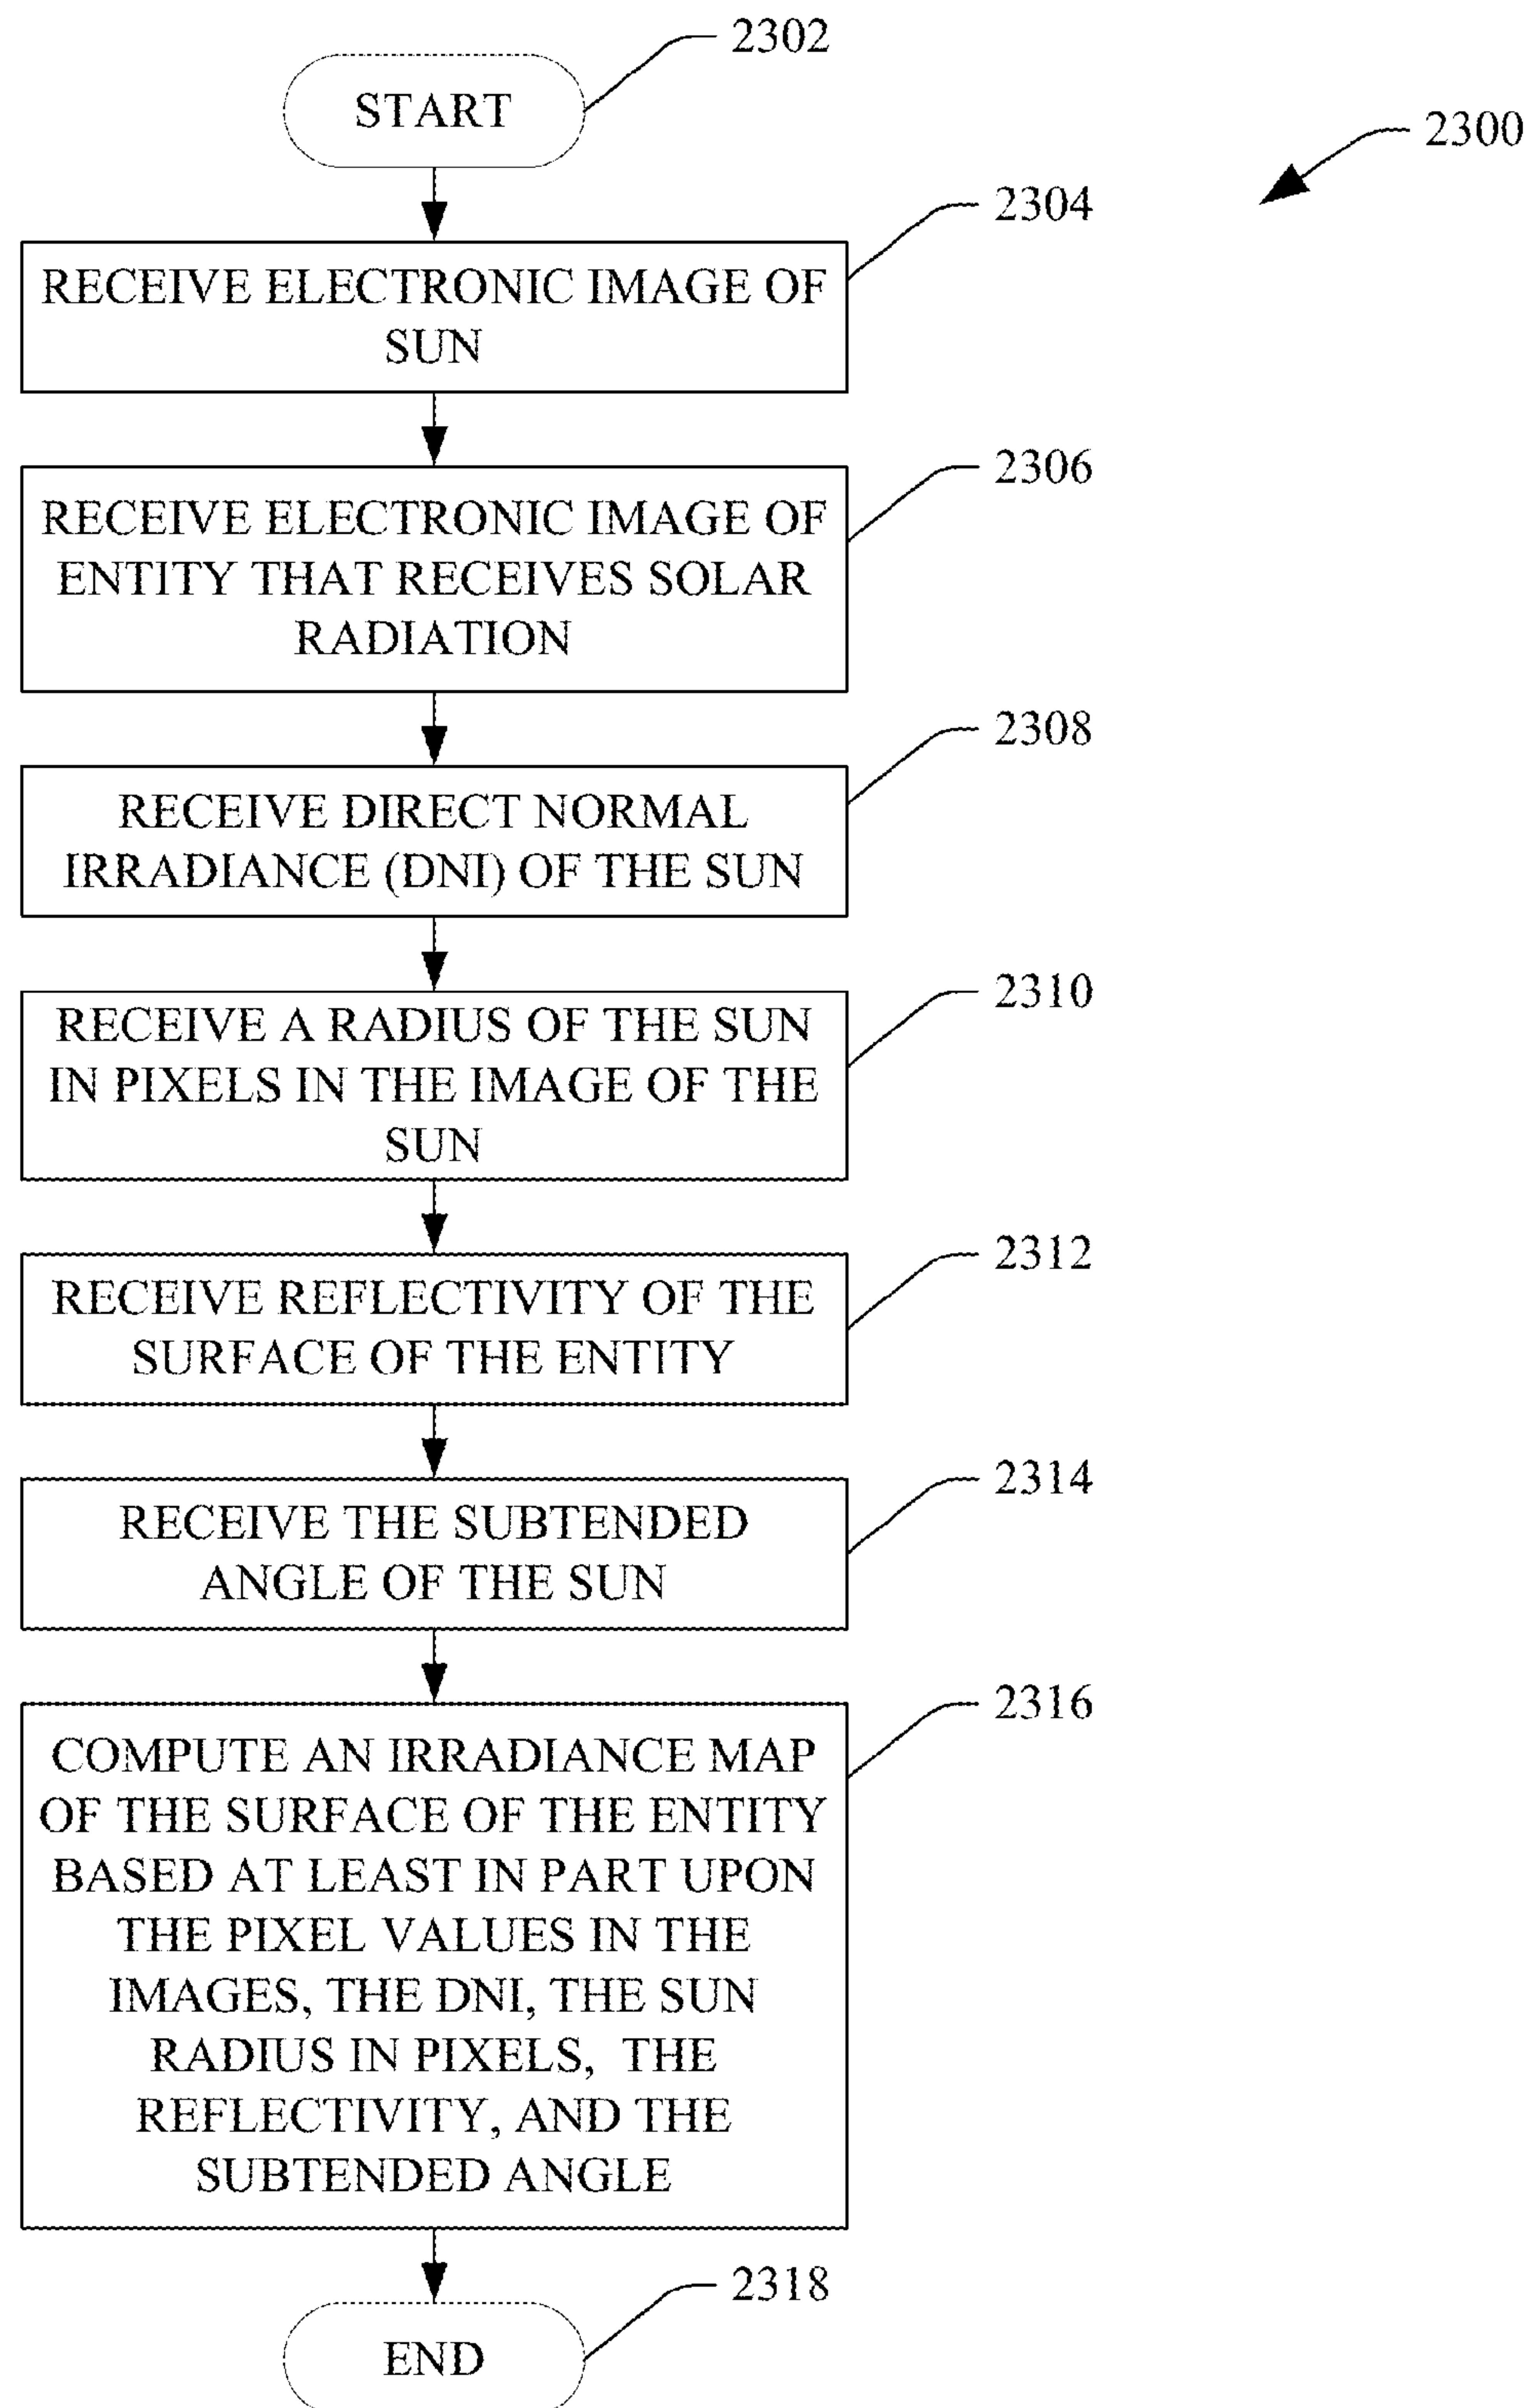 2302
START
2300
2304
RECEIVE ELECTRONIC IMAGE OF
SUN
2306
RECEIVE ELECTRONIC IMAGE OF
ENTITY THAT RECEIVES SOLAR
RADIATION
2308
RECEIVE DIRECT NORMAL
IRRADIANCE (DNI) OF THE SUN
2310
RECEIVE A RADIUS OF THE SUN
IN PIXELS IN THE IMAGE OF THE
SUN
2312
RECEIVE REFLECTIVITY OF THE
SURFACE OF THE ENTITY
2314
RECEIVE THE SUBTENDED
ANGLE OF THE SUN
2316
COMPUTE AN IRRADIANCE MAP
OF THE SURFACE OF THE ENTITY
BASED AT LEAST IN PART UPON
THE PIXEL VALUES IN THE
IMAGES, THE DNI, THE SUN
RADIUS IN PIXELS, THE
REFLECTIVITY, AND THE
SUBTENDED ANGLE
2318
END